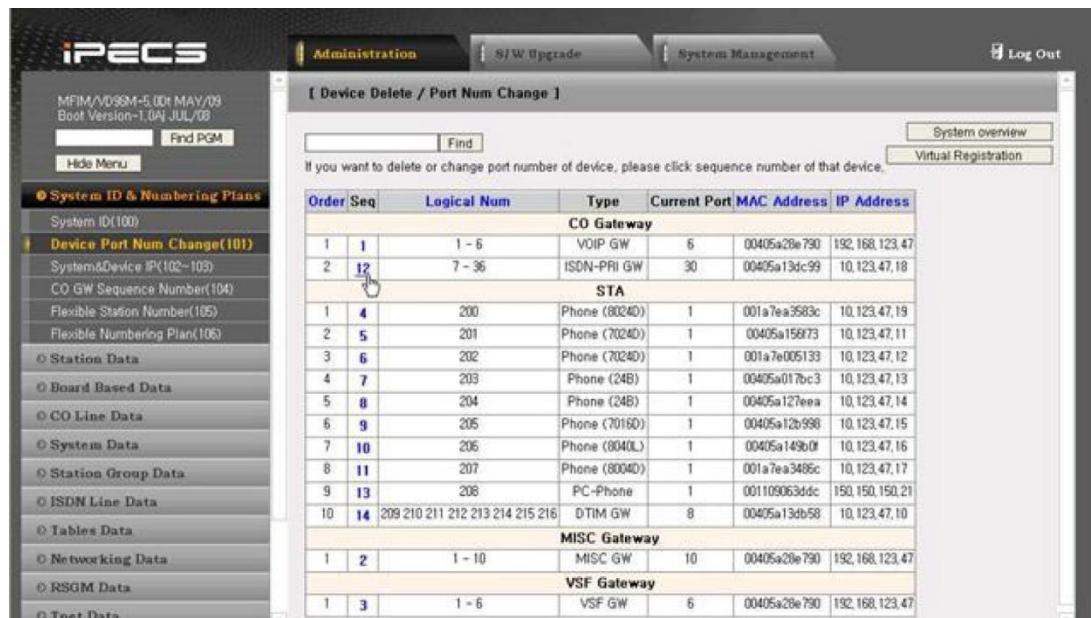 iPECS
Administration
S/W Upgrade
System Management
Log Out
MFIM/VD96M-5.0Dt MAY/09
Boot Version-1.0Aj JUL/08
Find PGM
Hide Menu
System ID & Numbering Plans
System ID(100)
Device Port Num Change(101)
System&Device IP(102~103)
CO GW Sequence Number(104)
Flexible Station Number(105)
Flexible Numbering Plan(106)
Station Data
Board Based Data
CO Line Data
System Data
Station Group Data
ISDN Line Data
Tables Data
Networking Data
RSGM Data
Tnet Data
[ Device Delete / Port Num Change ]
Find
System overview
Virtual Registration
If you want to delete or change port number of device, please click sequence number of that device.
Order Seq Logical Num Type Current Port MAC Address IP Address
CO Gateway
1 1 1 - 6 VOIP GW 6 00405a28e790 192,168,123,47
2 12 7 - 36 ISDN-PRI GW 30 00405a13dc99 10,123,47,18
STA
1 4 200 Phone (8024D) 1 001a7ea3583c 10,123,47,19
2 5 201 Phone (7024D) 1 00405a156f73 10,123,47,11
3 6 202 Phone (7024D) 1 001a7e005133 10,123,47,12
4 7 203 Phone (24B) 1 00405a017bc3 10,123,47,13
5 8 204 Phone (24B) 1 00405a127eea 10,123,47,14
6 9 205 Phone (7016D) 1 00405a12b998 10,123,47,15
7 10 206 Phone (8040L) 1 00405a149b0f 10,123,47,16
8 11 207 Phone (8004D) 1 001a7ea3486c 10,123,47,17
9 13 208 PC-Phone 1 001109063ddc 150,150,150,21
10 14 209 210 211 212 213 214 215 216 DTIM GW 8 00405a13db58 10,123,47,10
MISC Gateway
1 2 1 - 10 MISC GW 10 00405a28e790 192,168,123,47
VSF Gateway
1 3 1 - 6 VSF GW 6 00405a28e790 192,168,123,47